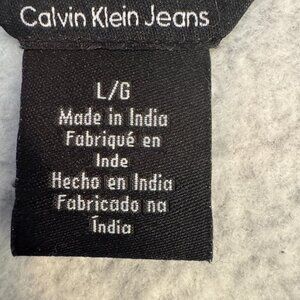 Calvin Klein Jeans
L/G
Made in India
Fabriqué en
Inde
Hecho en India
Fabricado na
Índia